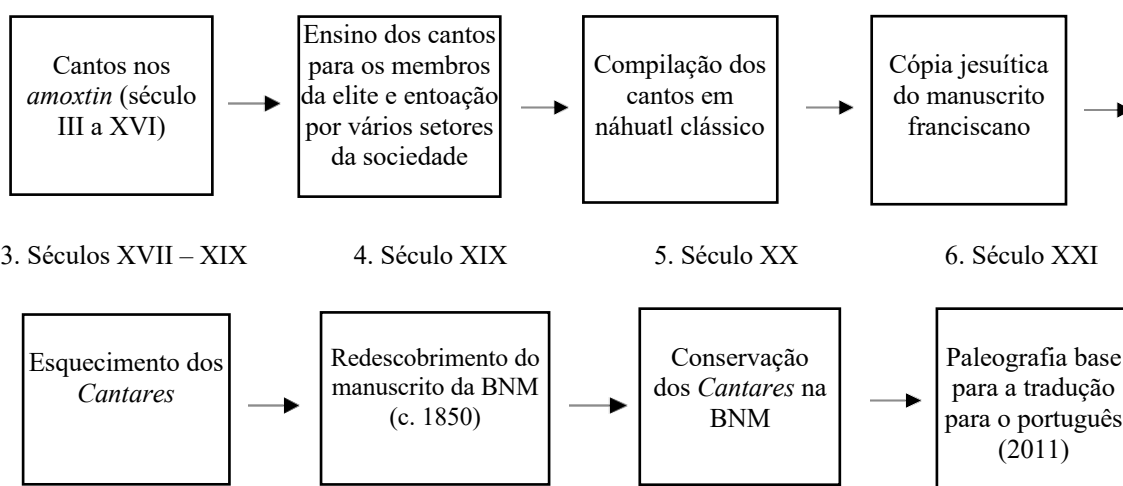 Cantos nos
amoxtin (século
III a XVI)
Ensino dos cantos
para os membros
da elite e entoação
por vários setores
da sociedade
Compilação dos
cantos em
náhuatl clássico
Cópia jesuítica
do manuscrito
franciscano
3. Séculos XVII – XIX
4. Século XIX
5. Século XX
6. Século XXI
Esquecimento dos
Cantares
Redescobrimento do
manuscrito da BNM
(c. 1850)
Conservação
dos Cantares na
BNM
Paleografia base
para a tradução
para o português
(2011)